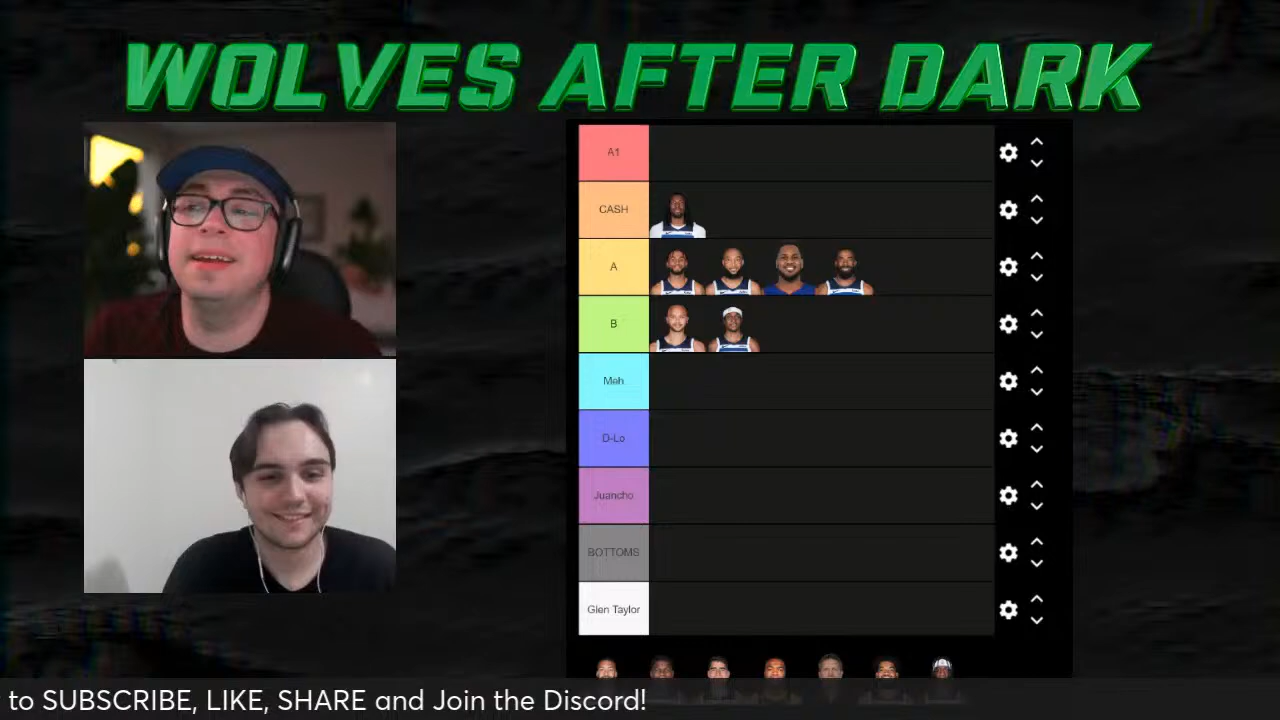 WOLVES AFTER DARK
A1
CASH
A
B
Meh
D-Lo
Juancho
BOTTOMS
Glen Taylor
to SUBSCRIBE, LIKE, SHARE and Join the Discord!